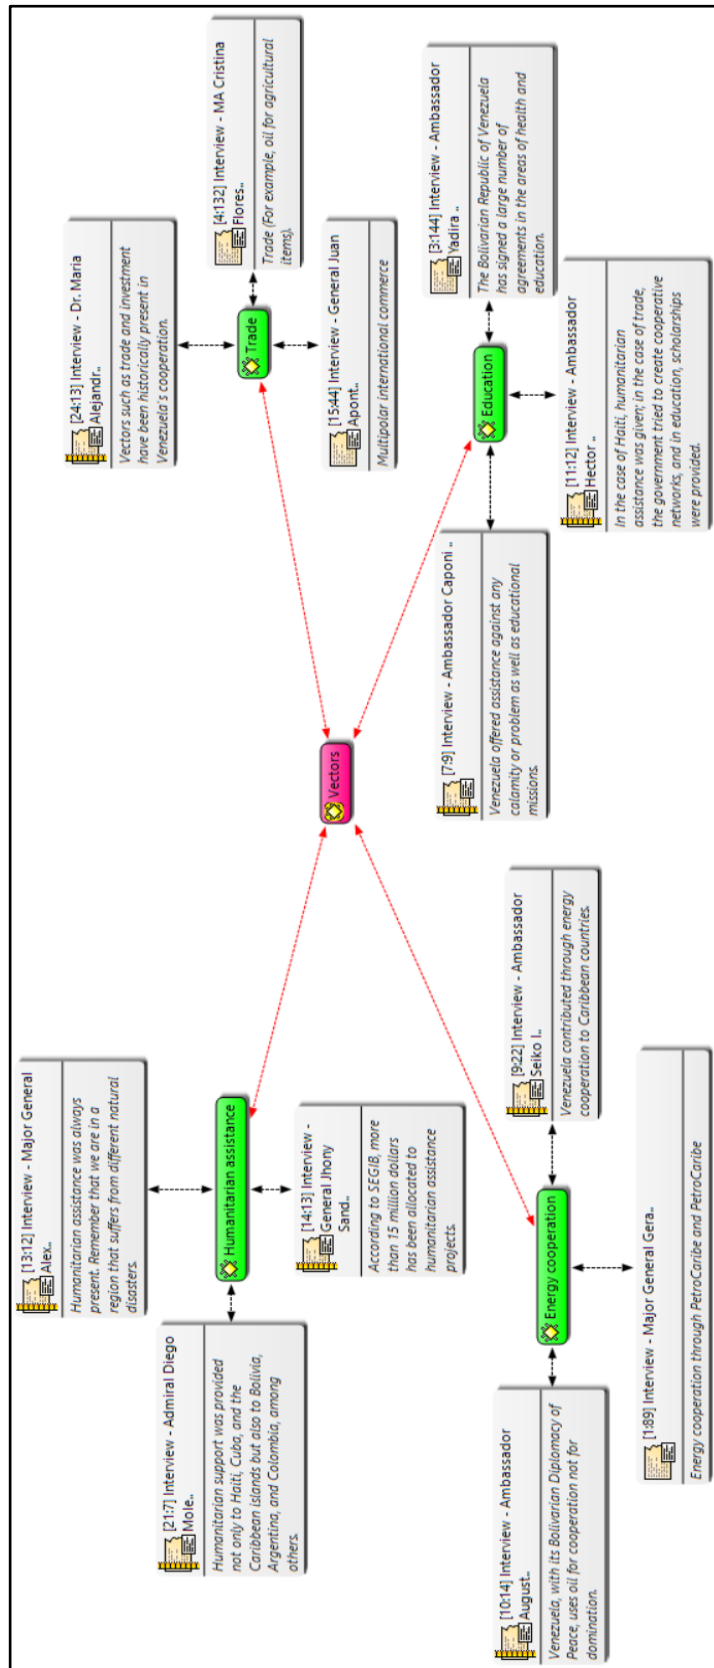 [13:12] Interview - Major General
Alex..
Humanitarian assistance was always
present. Remember that we are in a
region that suffers from different natural
disasters.
[21:7] Interview - Admiral Diego
Mole..
Humanitarian support was provided
not only to Haiti, Cuba, and the
Caribbean islands but also to Bolivia,
Argentina, and Colombia, among
others.
Humanitarian assistance
[14:13] Interview -
General Jhony
Sand..
According to SEGIB, more
than 15 million dollars
has been allocated to
humanitarian assistance
projects.
[24:13] Interview - Dr. Maria
Alejandr..
Vectors such as trade and investment
have been historically present in
Venezuela's cooperation.
Trade
[4:132] Interview - MA Cristina
Flores..
Trade (For example, oil for agricultural
items).
[15:44] Interview - General Juan
Apont..
Multipolar international commerce
Vectors
[10:14] Interview - Ambassador
August..
Venezuela, with its Bolivarian Diplomacy of
Peace, uses oil for cooperation not for
domination.
Energy cooperation
[9:22] Interview - Ambassador
Seiko I..
Venezuela contributed through energy
cooperation to Caribbean countries.
[1:89] Interview - Major General Gera..
Energy cooperation through PetroCaribe and PetroCaribe
[7:9] Interview - Ambassador Caponi ..
Venezuela offered assistance against any
calamity or problem as well as educational
missions.
Education
[3:144] Interview - Ambassador
Yadira ..
The Bolivarian Republic of Venezuela
has signed a large number of
agreements in the areas of health and
education.
[11:12] Interview - Ambassador
Hector ..
In the case of Haiti, humanitarian
assistance was given; in the case of trade,
the government tried to create cooperative
networks, and in education, scholarships
were provided.